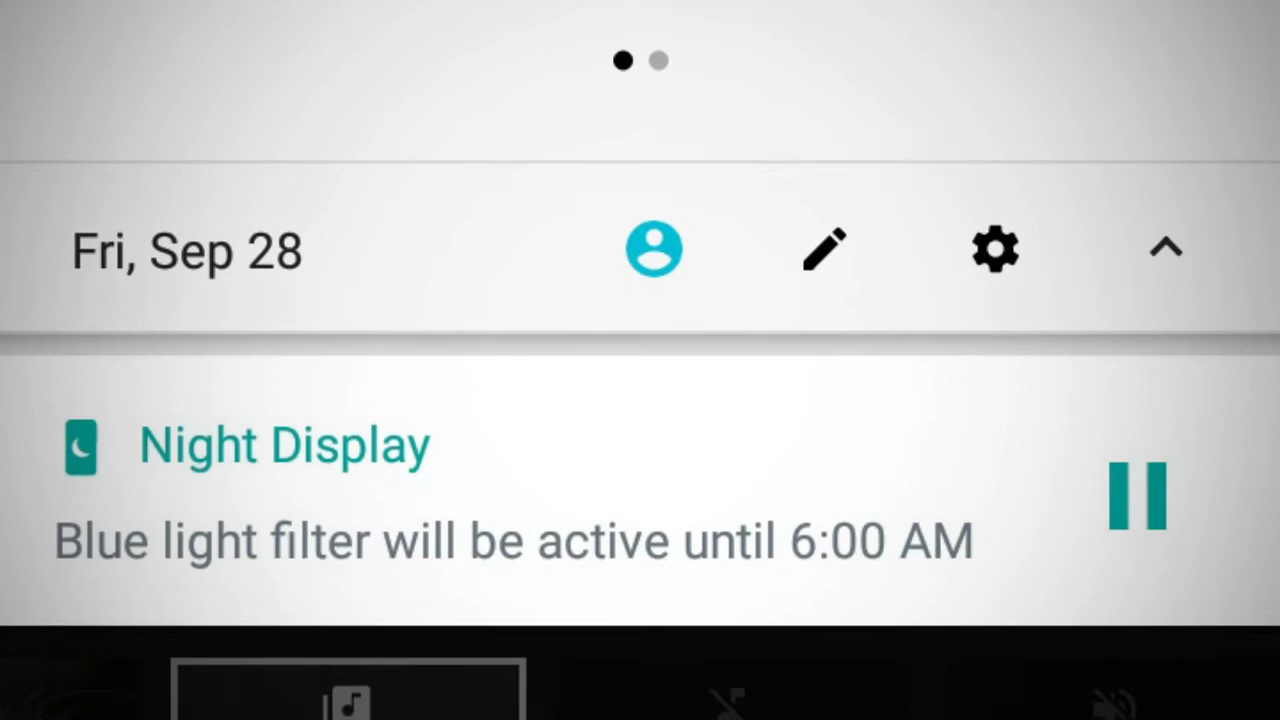 Fri, Sep 28
Night Display
Blue light filter will be active until 6:00 AM